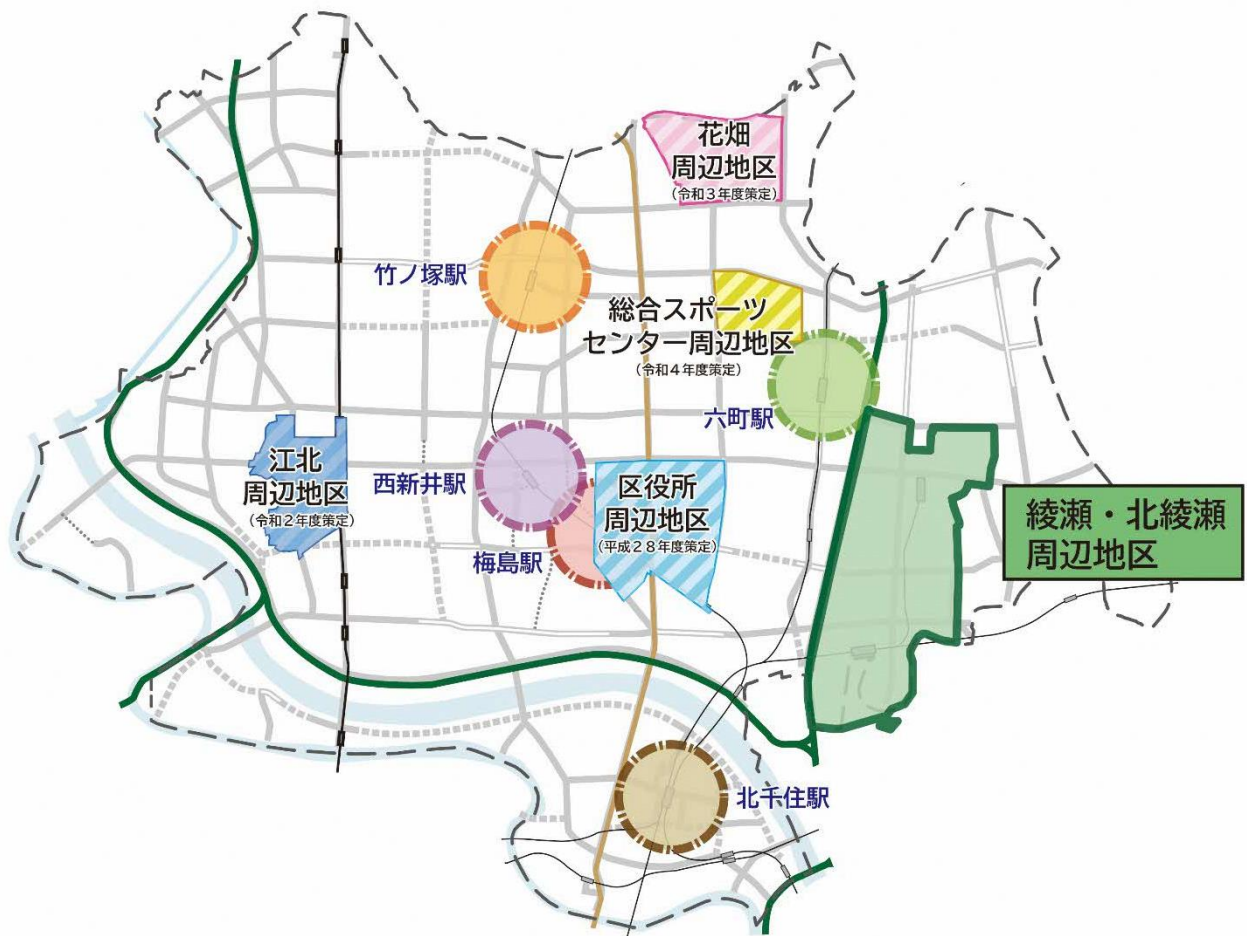 花畑
周辺地区
(令和3年度策定)
竹ノ塚駅
総合スポーツ
センター周辺地区
(令和4年度策定)
六町駅
江北
周辺地区
(令和2年度策定)
西新井駅
区役所
周辺地区
(平成28年度策定)
梅島駅
綾瀬・北綾瀬
周辺地区
北千住駅